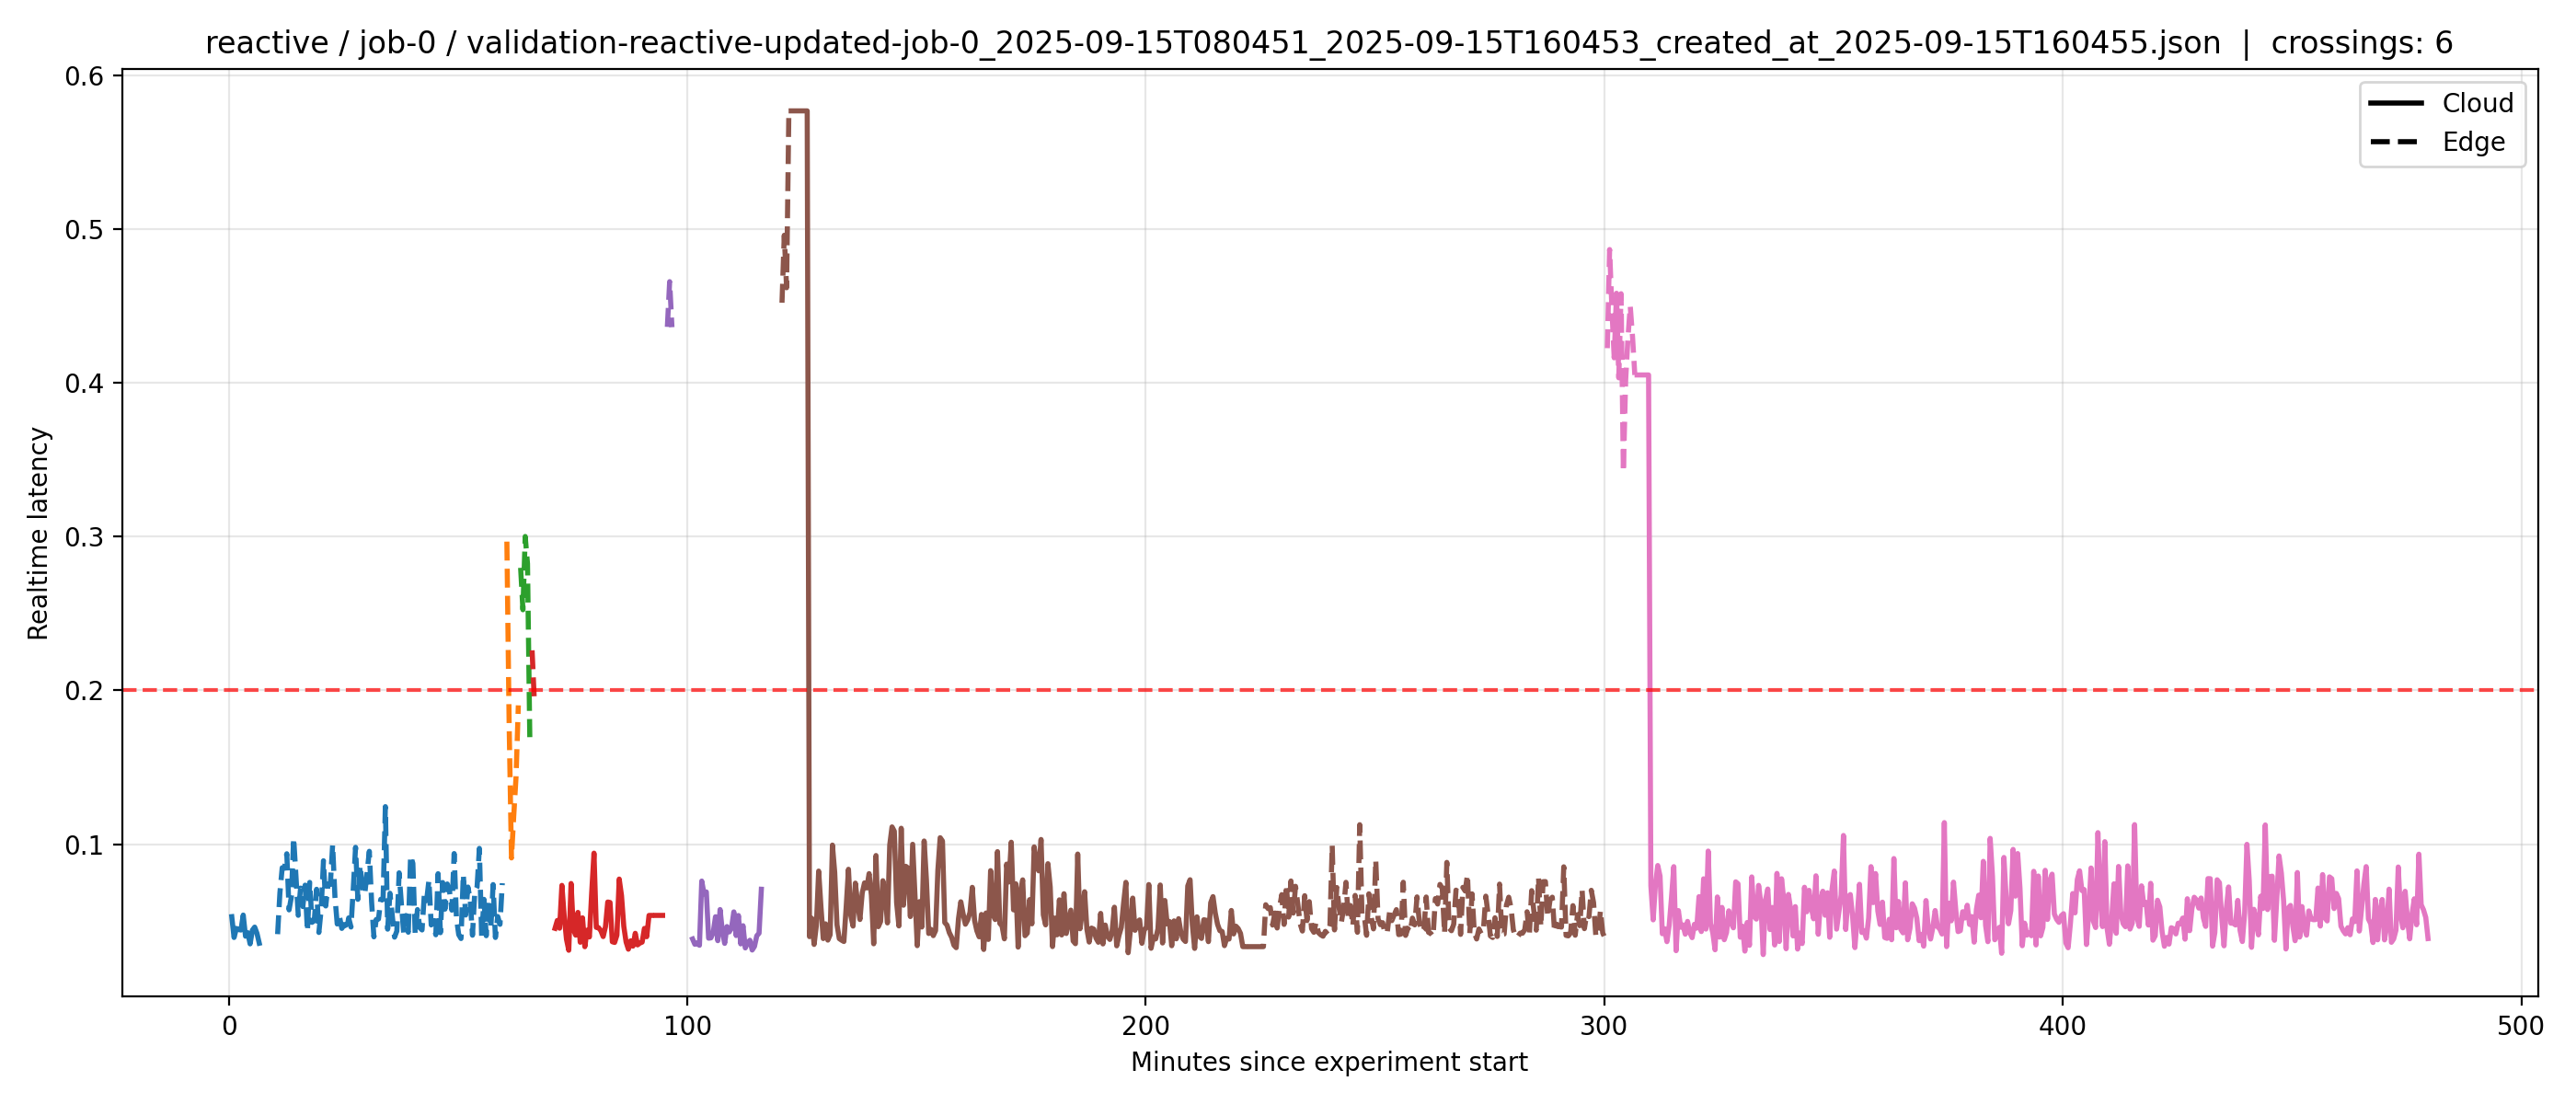 reactive / job-0 / validation-reactive-updated-job-0_2025-09-15T080451_2025-09-15T160453_created_at_2025-09-15T160455.json | crossings: 6
Cloud
Edge
Realtime latency
0.6
0.5
0.4
0.3
0.2
0.1
0
100
200
300
400
500
Minutes since experiment start